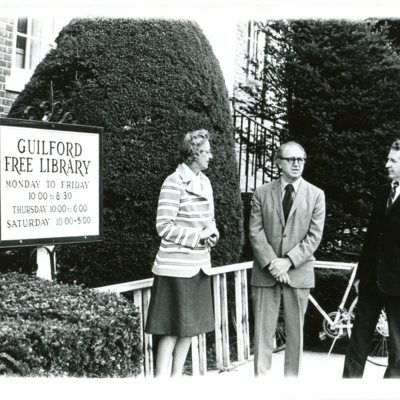 GUILFORD
FREE LIBRARY
MONDAY TO FRIDAY
10:00 to 8:30
THURSDAY 10:00 to 6:00
SATURDAY 10:00-5:00